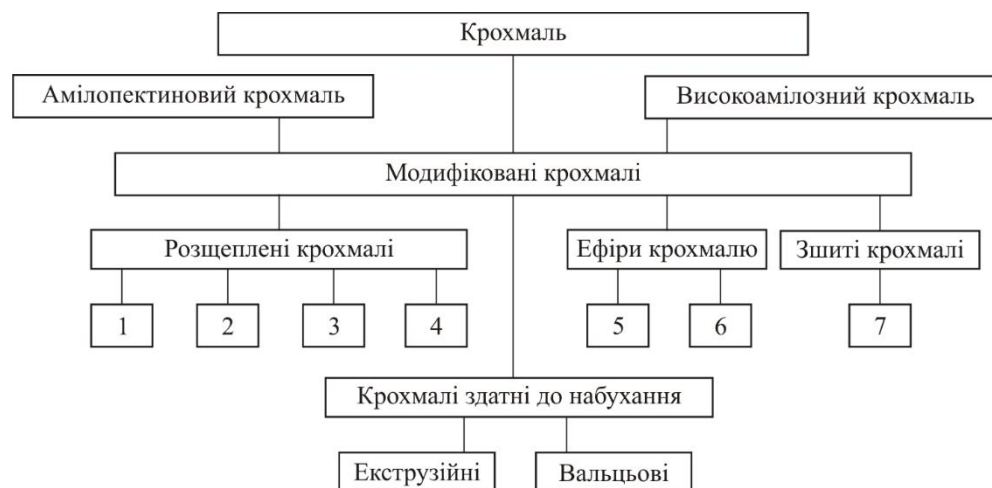 Крохмаль
Амілопектиновий крохмаль
Високоамілозний крохмаль
Модифіковані крохмалі
Розщеплені крохмалі
Ефіри крохмалю
Зшиті крохмалі
1
2
3
4
5
6
7
Крохмалі здатні до набухання
Екструзійні
Вальцьові